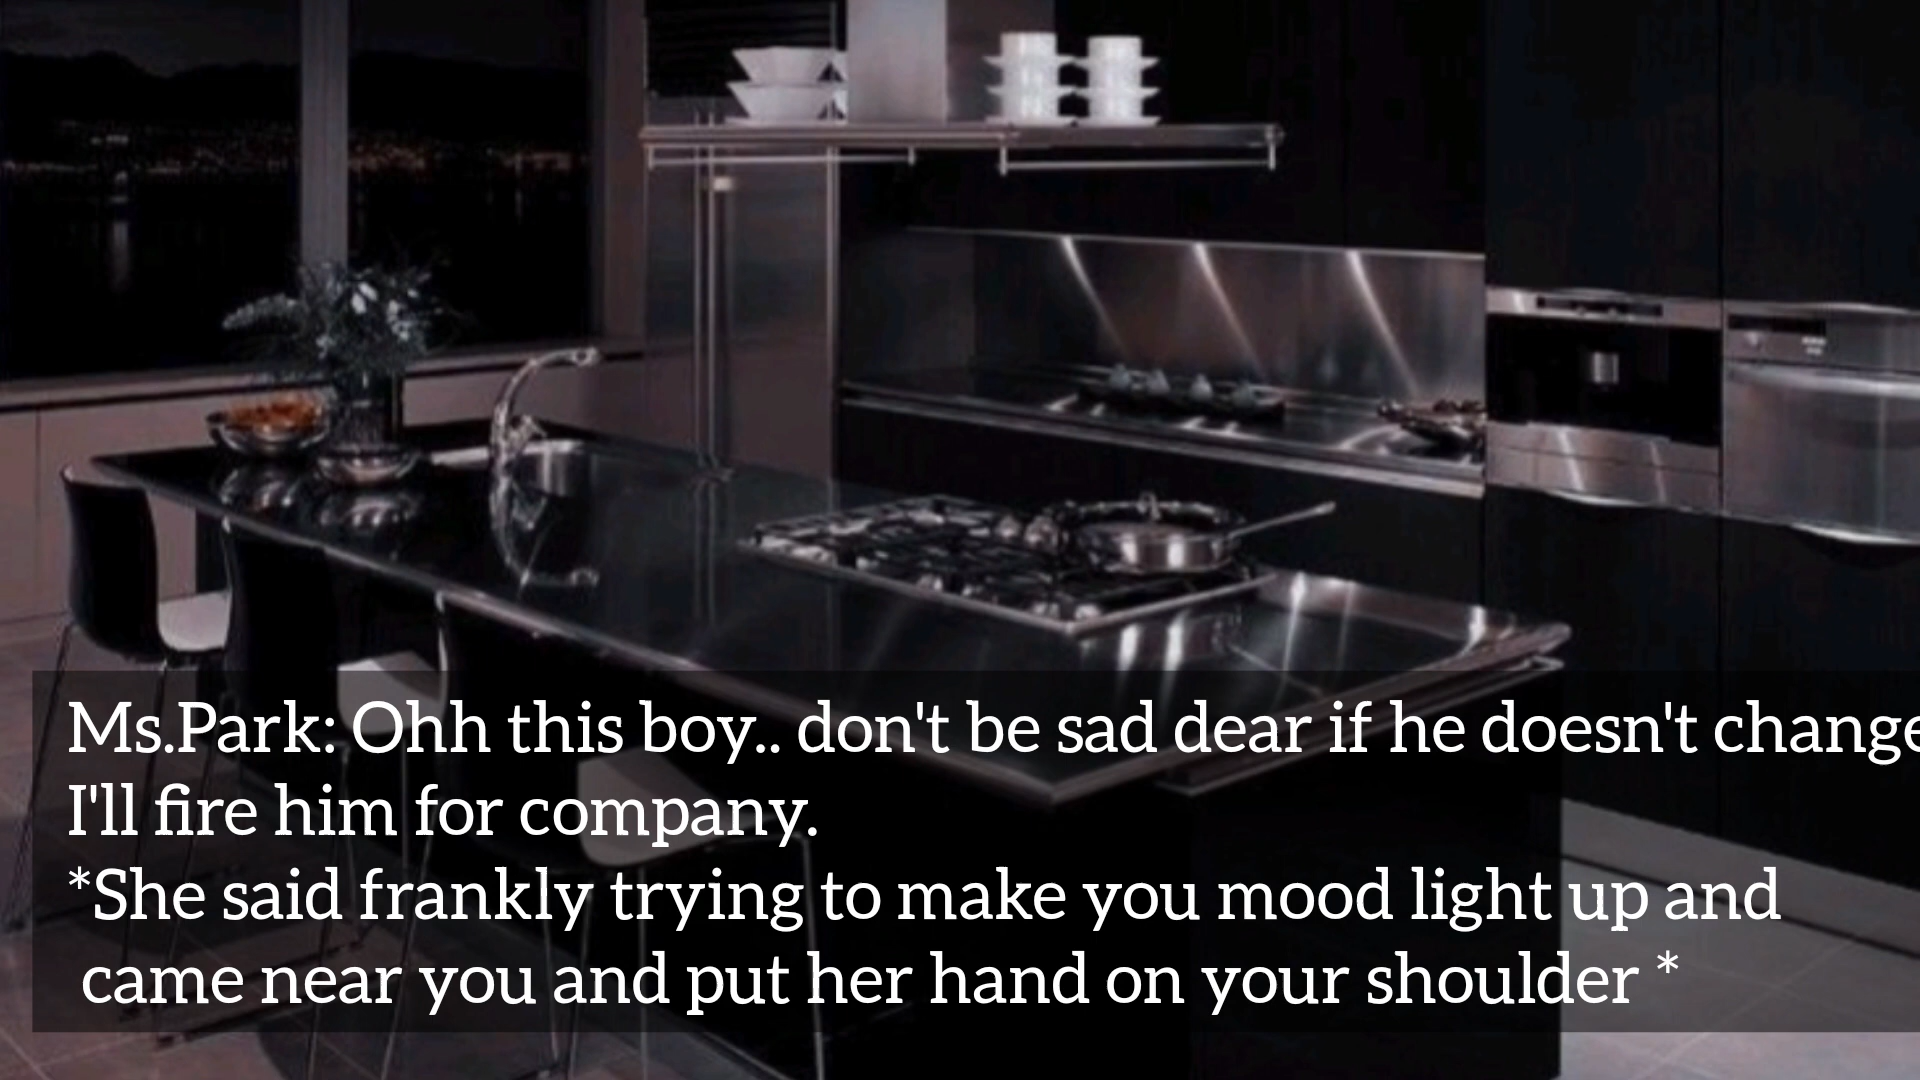 Ms.Park: Ohh this boy.. don't be sad dear if he doesn't change
I'll fire him for company.
*She said frankly trying to make you mood light up and
came near you and put her hand on your shoulder *